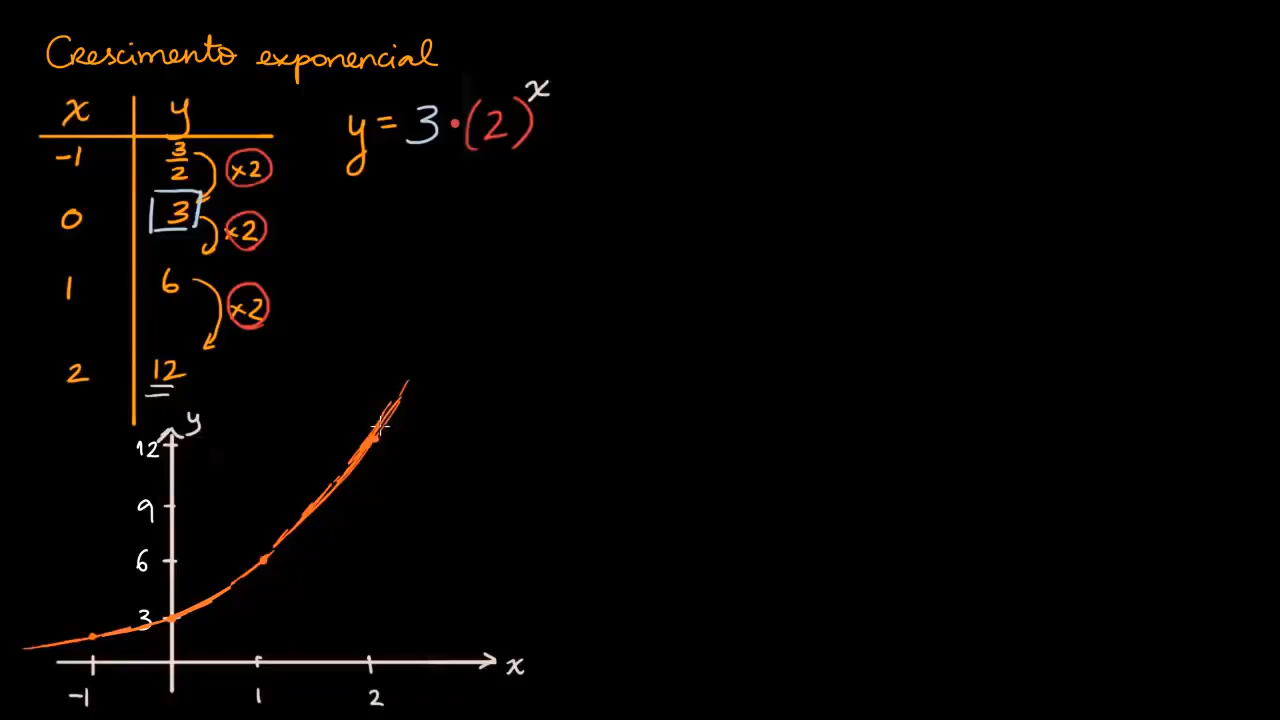 Crescimento exponencial
x y
y = 3 · (2)^x
-1 3/2 ×2
0 3 ×2
1 6 ×2
2 12
y
12
9
6
3
x
-1 1 2